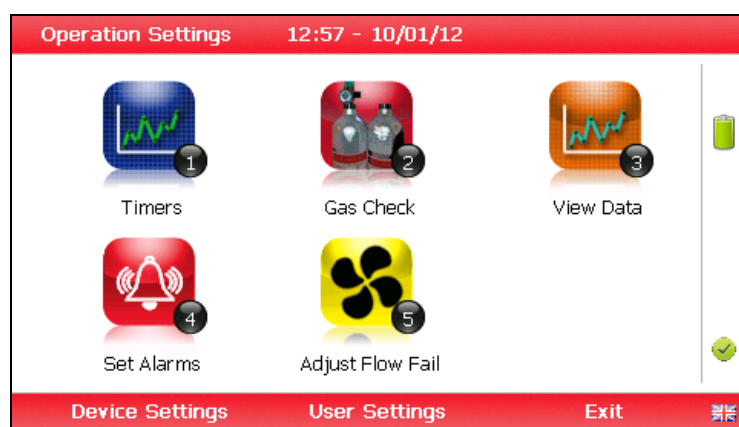 Operation Settings 12:57 - 10/01/12
1 2 3
Timers Gas Check View Data
4 5
Set Alarms Adjust Flow Fail
Device Settings User Settings Exit